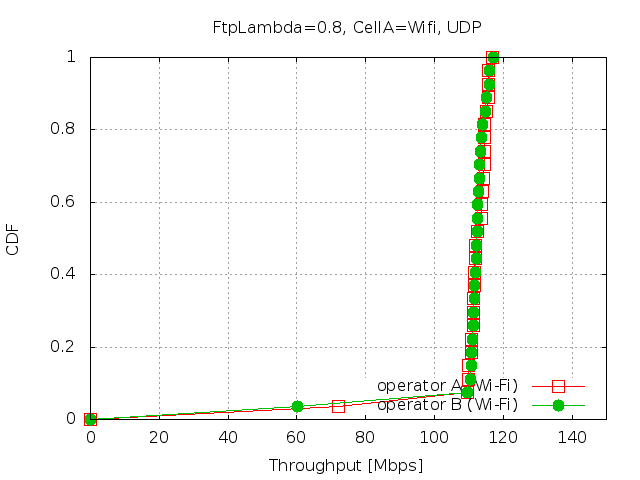 FtpLambda=0.8, CellA=Wifi, UDP
1
0.8
0.6
0.4
0.2
0
CDF
operator A (Wi-Fi)
operator B (Wi-Fi)
0 20 40 60 80 100 120 140
Throughput [Mbps]